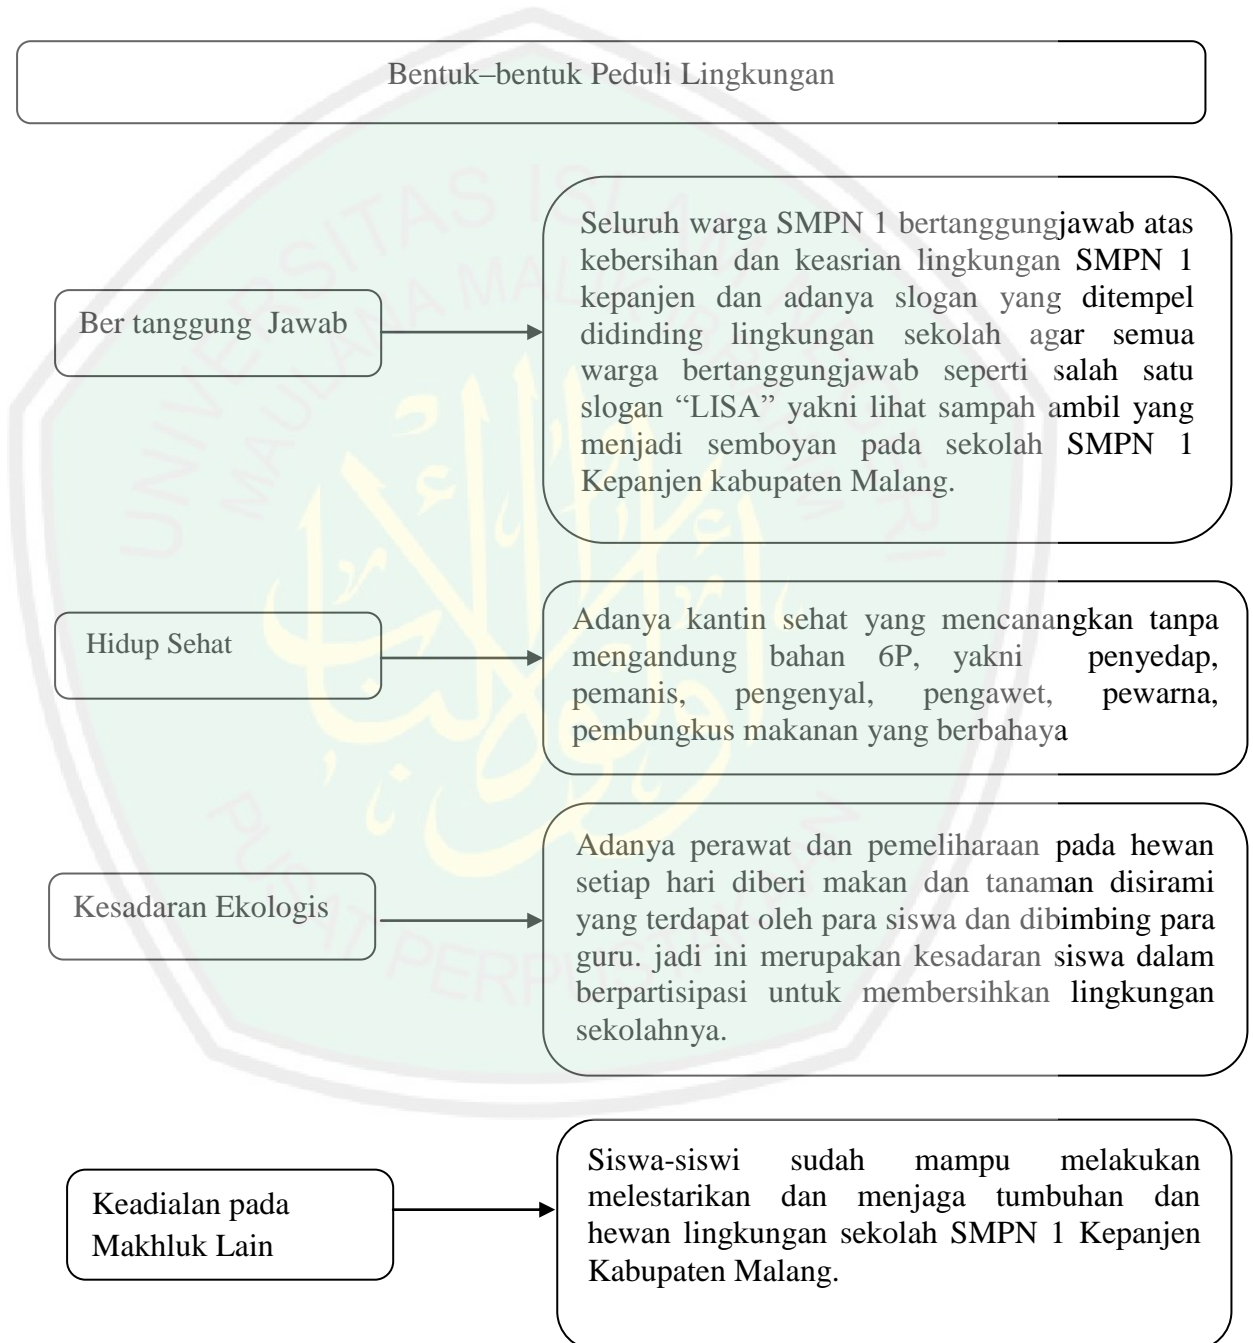 Bentuk–bentuk Peduli Lingkungan
Ber tanggung Jawab
Seluruh warga SMPN 1 bertanggungjawab atas
kebersihan dan keasrian lingkungan SMPN 1
kepanjen dan adanya slogan yang ditempel
didinding lingkungan sekolah agar semua
warga bertanggungjawab seperti salah satu
slogan “LISA” yakni lihat sampah ambil yang
menjadi semboyan pada sekolah SMPN 1
Kepanjen kabupaten Malang.
Hidup Sehat
Adanya kantin sehat yang mencanangkan tanpa
mengandung bahan 6P, yakni penyedap,
pemanis, pengenyal, pengawet, pewarna,
pembungkus makanan yang berbahaya
Kesadaran Ekologis
Adanya perawat dan pemeliharaan pada hewan
setiap hari diberi makan dan tanaman disirami
yang terdapat oleh para siswa dan dibimbing para
guru. jadi ini merupakan kesadaran siswa dalam
berpartisipasi untuk membersihkan lingkungan
sekolahnya.
Keadialan pada
Makhluk Lain
Siswa-siswi sudah mampu melakukan
melestarikan dan menjaga tumbuhan dan
hewan lingkungan sekolah SMPN 1 Kepanjen
Kabupaten Malang.